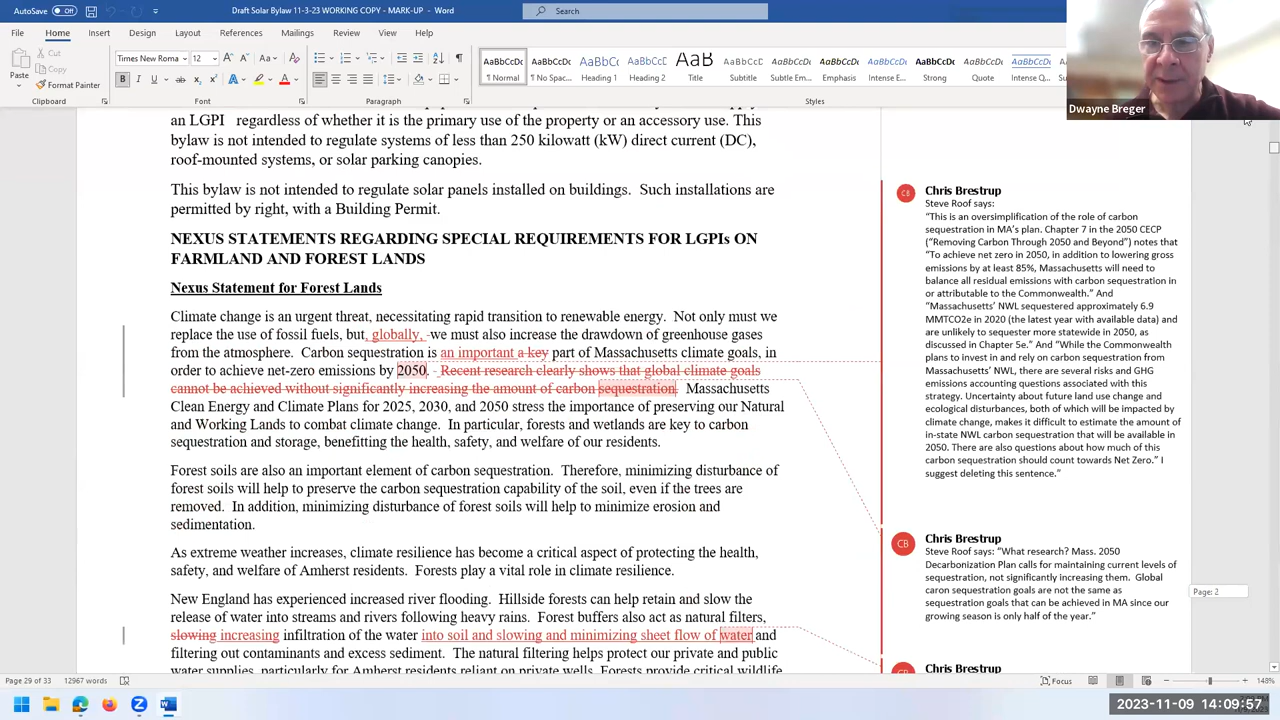 AutoSave Off Draft Solar Bylaw 11-3-23 WORKING COPY - MARK-UP Search
File Home Insert Design Layout References Mailings Review View Help
Paste Cut Copy Format Painter
Times New Roma 12
AaBbCcDc AaBbCcDc AaBbC AaBbCcD AaB AaBbCcD AaBbCcDc AaBbCcDc AaBbCcDc AaBbCcDc AaBbCcDc
¶ Normal ¶ No Spac... Heading 1 Heading 2 Title Subtitle Subtle Em... Emphasis Intense E... Strong Quote Intense Q...
Clipboard Font Paragraph Styles
Dwayne Breger
an LGPI regardless of whether it is the primary use of the property or an accessory use. This
bylaw is not intended to regulate systems of less than 250 kilowatt (kW) direct current (DC),
roof-mounted systems, or solar parking canopies.
This bylaw is not intended to regulate solar panels installed on buildings. Such installations are
permitted by right, with a Building Permit.
NEXUS STATEMENTS REGARDING SPECIAL REQUIREMENTS FOR LGPIs ON
FARMLAND AND FOREST LANDS
Nexus Statement for Forest Lands
Climate change is an urgent threat, necessitating rapid transition to renewable energy. Not only must we
replace the use of fossil fuels, but, globally, we must also increase the drawdown of greenhouse gases
from the atmosphere. Carbon sequestration is an important a key part of Massachusetts climate goals, in
order to achieve net-zero emissions by 2050. Recent research clearly shows that global climate goals
cannot be achieved without significantly increasing the amount of carbon sequestration. Massachusetts
Clean Energy and Climate Plans for 2025, 2030, and 2050 stress the importance of preserving our Natural
and Working Lands to combat climate change. In particular, forests and wetlands are key to carbon
sequestration and storage, benefitting the health, safety, and welfare of our residents.
Forest soils are also an important element of carbon sequestration. Therefore, minimizing disturbance of
forest soils will help to preserve the carbon sequestration capability of the soil, even if the trees are
removed. In addition, minimizing disturbance of forest soils will help to minimize erosion and
sedimentation.
As extreme weather increases, climate resilience has become a critical aspect of protecting the health,
safety, and welfare of Amherst residents. Forests play a vital role in climate resilience.
New England has experienced increased river flooding. Hillside forests can help retain and slow the
release of water into streams and rivers following heavy rains. Forest buffers also act as natural filters,
slowing increasing infiltration of the water into soil and slowing and minimizing sheet flow of water and
filtering out contaminants and excess sediment. The natural filtering helps protect our private and public
water supplies, particularly for Amherst residents reliant on private wells. Forests provide critical wildlife
CB Chris Brestrup
Steve Roof says:
"This is an oversimplification of the role of carbon
sequestration in MA's plan. Chapter 7 in the 2050 CECP
("Removing Carbon Through 2050 and Beyond") notes that
"To achieve net zero in 2050, in addition to lowering gross
emissions by at least 85%, Massachusetts will need to
balance all residual emissions with carbon sequestration in
or attributable to the Commonwealth." And
"Massachusetts' NWL sequestered approximately 6.9
MMTCO2e in 2020 (the latest year with available data) and
are unlikely to sequester more statewide in 2050, as
discussed in Chapter 5e." And "While the Commonwealth
plans to invest in and rely on carbon sequestration from
Massachusetts' NWL, there are several risks and GHG
emissions accounting questions associated with this
strategy. Uncertainty about future land use change and
ecological disturbances, both of which will be impacted by
climate change, makes it difficult to estimate the amount of
in-state NWL carbon sequestration that will be available in
2050. There are also questions about how much of this
carbon sequestration should count towards Net Zero." I
suggest deleting this sentence."
CB Chris Brestrup
Steve Roof says: "What research? Mass. 2050
Decarbonization Plan calls for maintaining current levels of
sequestration, not significantly increasing them. Global
caron sequestration goals are not the same as
sequestration goals that can be achieved in MA since our
growing season is only half of the year."
Page: 2
Chris Brestrup
Page 29 of 33 12967 words Focus 148%
2023-11-09 14:09:57